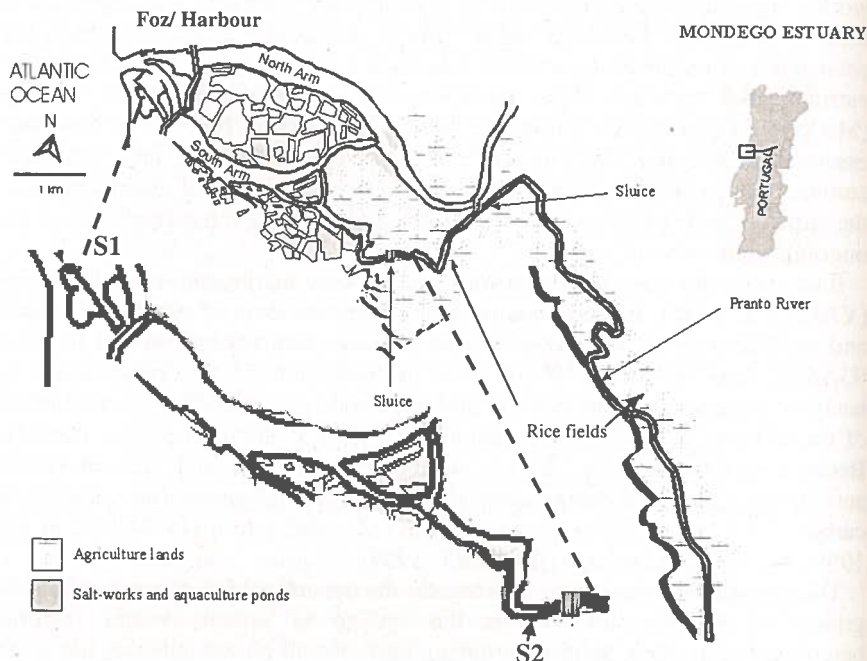 Foz/ Harbour
MONDEGO ESTUARY
ATLANTIC
OCEAN
N
1 km
North Arm
South Arm
PORTUGAL
Sluice
S1
Pranto River
Sluice
Rice fields
Agriculture lands
Salt-works and aquaculture ponds
S2